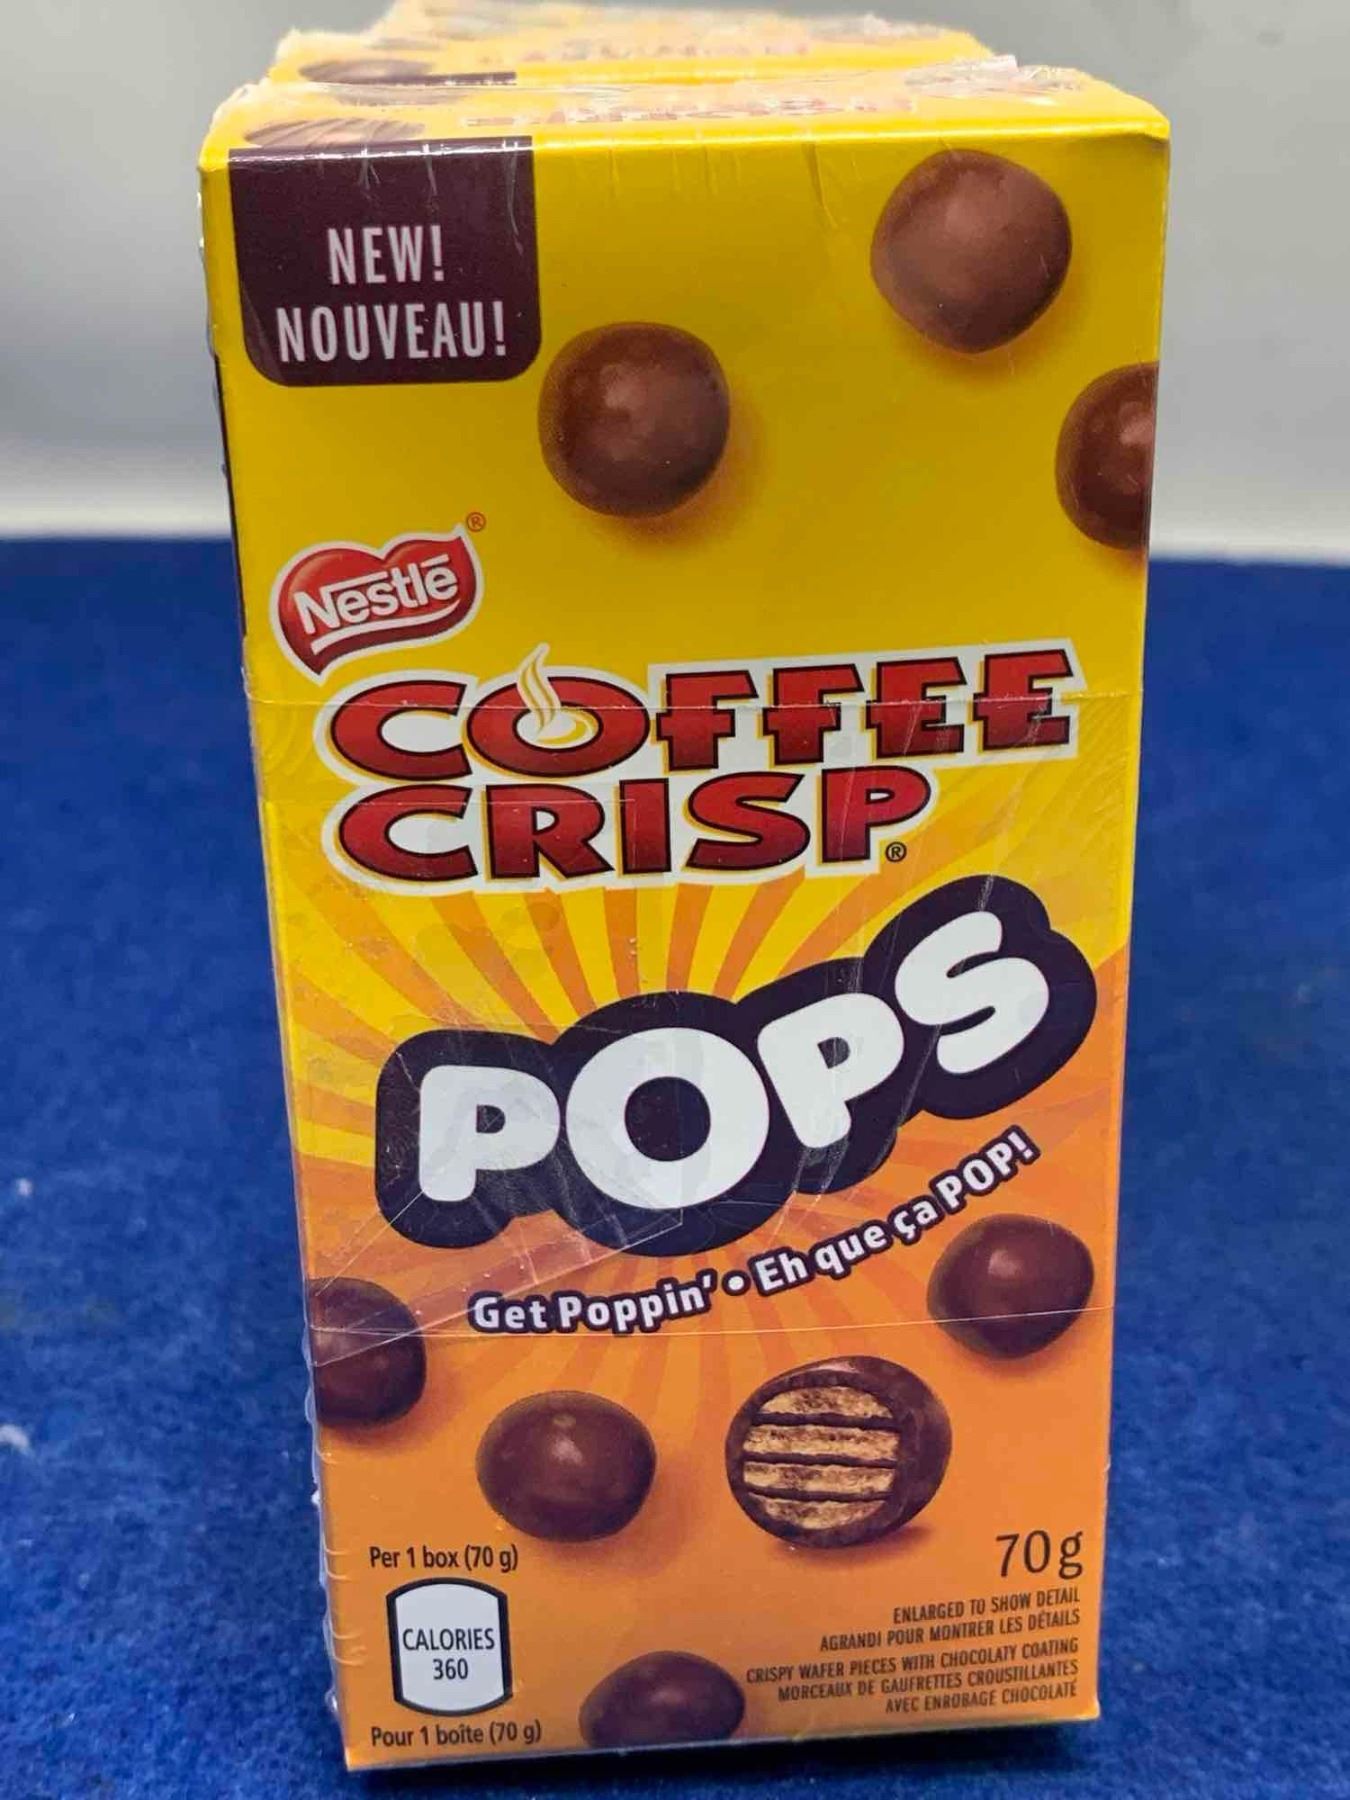 NEW!
NOUVEAU!
Nestlé®
COFFEE
CRISP®
POPS
Get Poppin' • Eh que ça POP!
Per 1 box (70 g)
CALORIES
360
Pour 1 boîte (70 g)
70 g
ENLARGED TO SHOW DETAIL
AGRANDI POUR MONTRER LES DÉTAILS
CRISPY WAFER PIECES WITH CHOCOLATY COATING
MORCEAUX DE GAUFRETTES CROUSTILLANTES
AVEC ENROBAGE CHOCOLATÉ